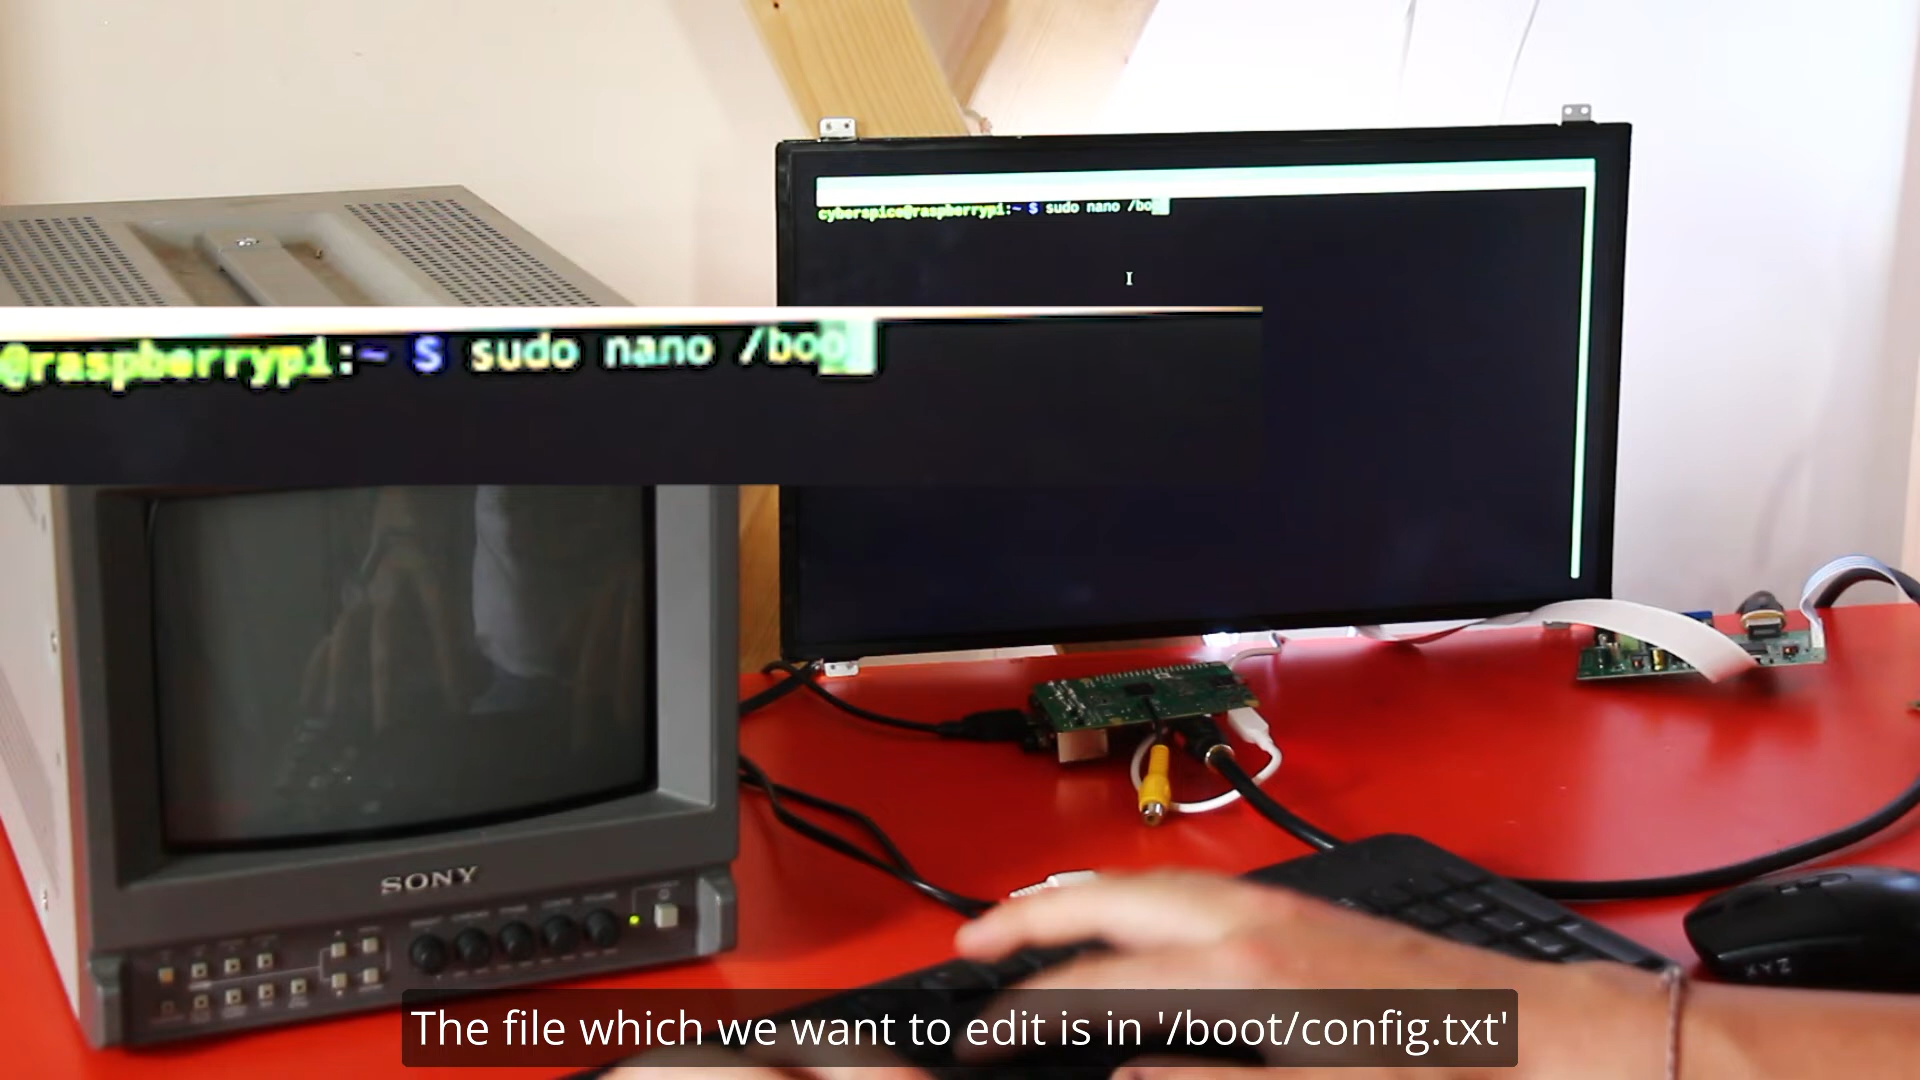 cyberspice@raspberrypi:~ $ sudo nano /boo
@raspberrypi:~ $ sudo nano /boo
SONY
ZAX
The file which we want to edit is in '/boot/config.txt'